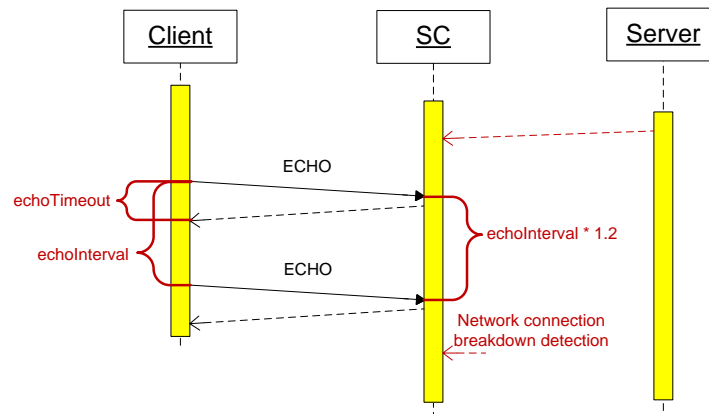 Client
SC
Server
ECHO
echoTimeout
echoInterval * 1.2
echoInterval
ECHO
Network connection
breakdown detection